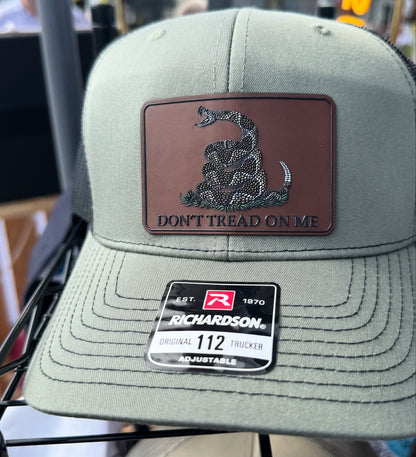 DON'T TREAD ON ME
EST. R 1970
RICHARDSON®
ORIGINAL 112 TRUCKER
ADJUSTABLE